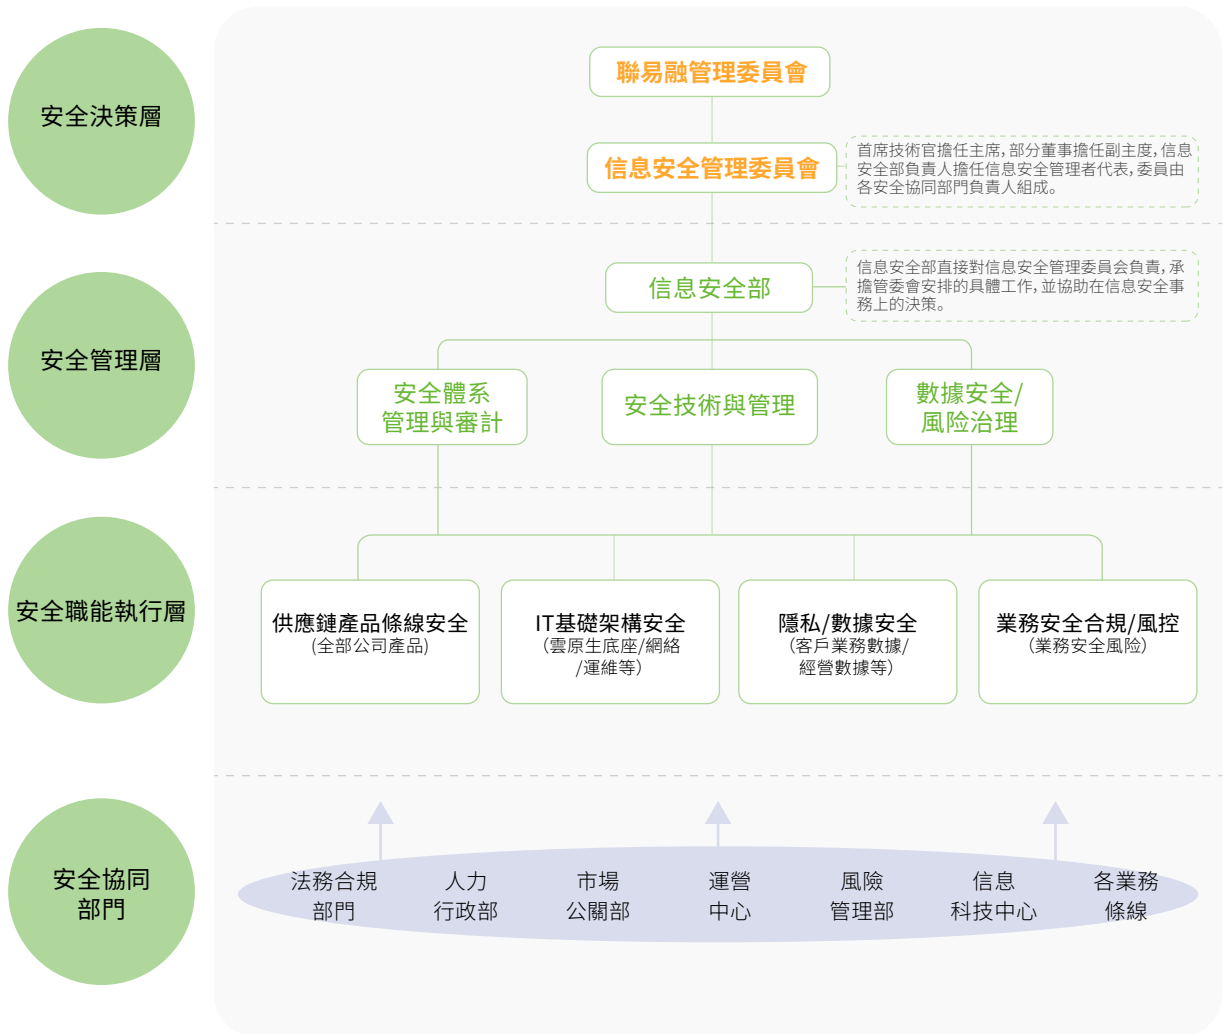 安全決策層
聯易融管理委員會
信息安全管理委員會
首席技術官擔任主席，部分董事擔任副主度，信息
安全部負責人擔任信息安全管理者代表，委員由
各安全協同部門負責人組成。
安全管理層
信息安全部
信息安全部直接對信息安全管理委員会負責，承
擔管委會安排的具體工作，並協助在信息安全事
務上的決策。
安全體系
管理與審計
安全技術與管理
數據安全/
風险治理
安全職能執行層
供應鏈產品條線安全
(全部公司產品)
IT基礎架構安全
（雲原生底座/網絡
/運維等）
隱私/數據安全
（客戶業務數據/
經營數據等）
業務安全合規/風控
（業務安全風险）
安全協同
部門
法務合規
部門
人力
行政部
市場
公關部
運營
中心
風險
管理部
信息
科技中心
各業務
條線